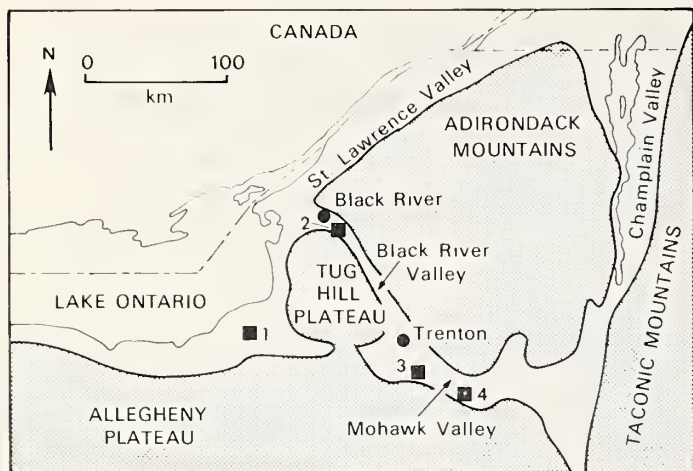 CANADA
N
0 100
km
St. Lawrence Valley
ADIRONDACK
MOUNTAINS
Champlain Valley
Black River
2
Black River
Valley
TUG
HILL
PLATEAU
LAKE ONTARIO
1
Trenton
3
4
Mohawk Valley
ALLEGHENY
PLATEAU
TACONIC MOUNTAINS